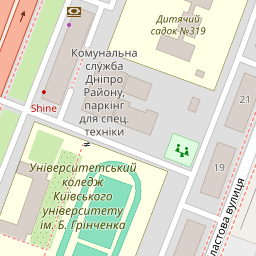 Дитячий
садок №319
Комунальна
служба
Дніпро
Району,
паркінг
для спец.
техніки
Shine
21
19
Університетський
коледж
Київського
університету
ім. Б. Грінченка
вулиця